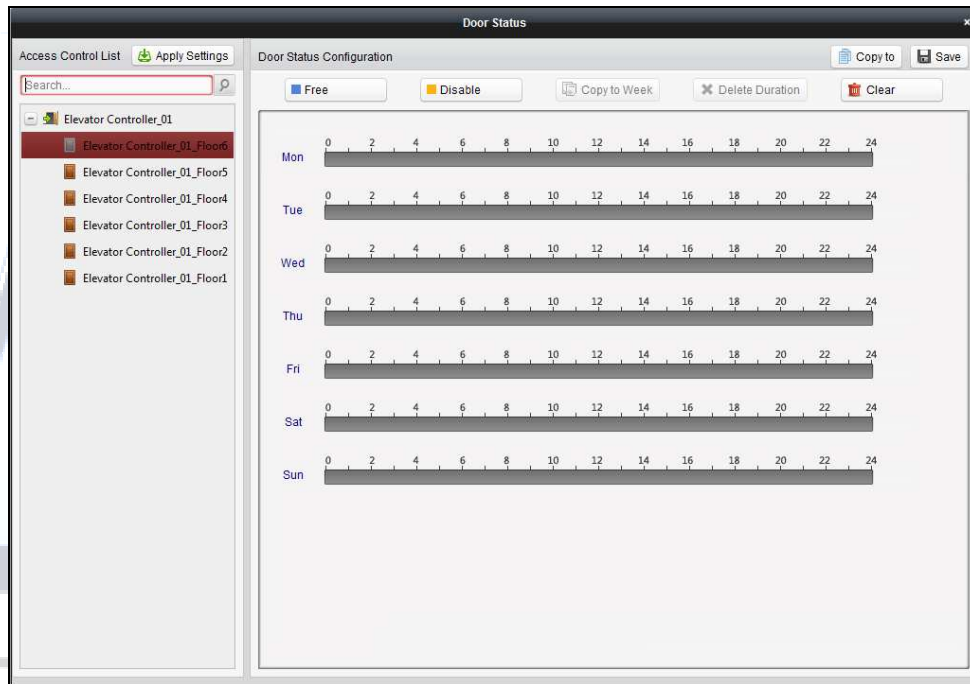 Door Status ×
Access Control List Apply Settings Door Status Configuration Copy to Save
Search...
Free Disable Copy to Week Delete Duration Clear
Elevator Controller_01
Elevator Controller_01_Floor6
Elevator Controller_01_Floor5
Elevator Controller_01_Floor4
Elevator Controller_01_Floor3
Elevator Controller_01_Floor2
Elevator Controller_01_Floor1
0 2 4 6 8 10 12 14 16 18 20 22 24
Mon
0 2 4 6 8 10 12 14 16 18 20 22 24
Tue
0 2 4 6 8 10 12 14 16 18 20 22 24
Wed
0 2 4 6 8 10 12 14 16 18 20 22 24
Thu
0 2 4 6 8 10 12 14 16 18 20 22 24
Fri
0 2 4 6 8 10 12 14 16 18 20 22 24
Sat
0 2 4 6 8 10 12 14 16 18 20 22 24
Sun